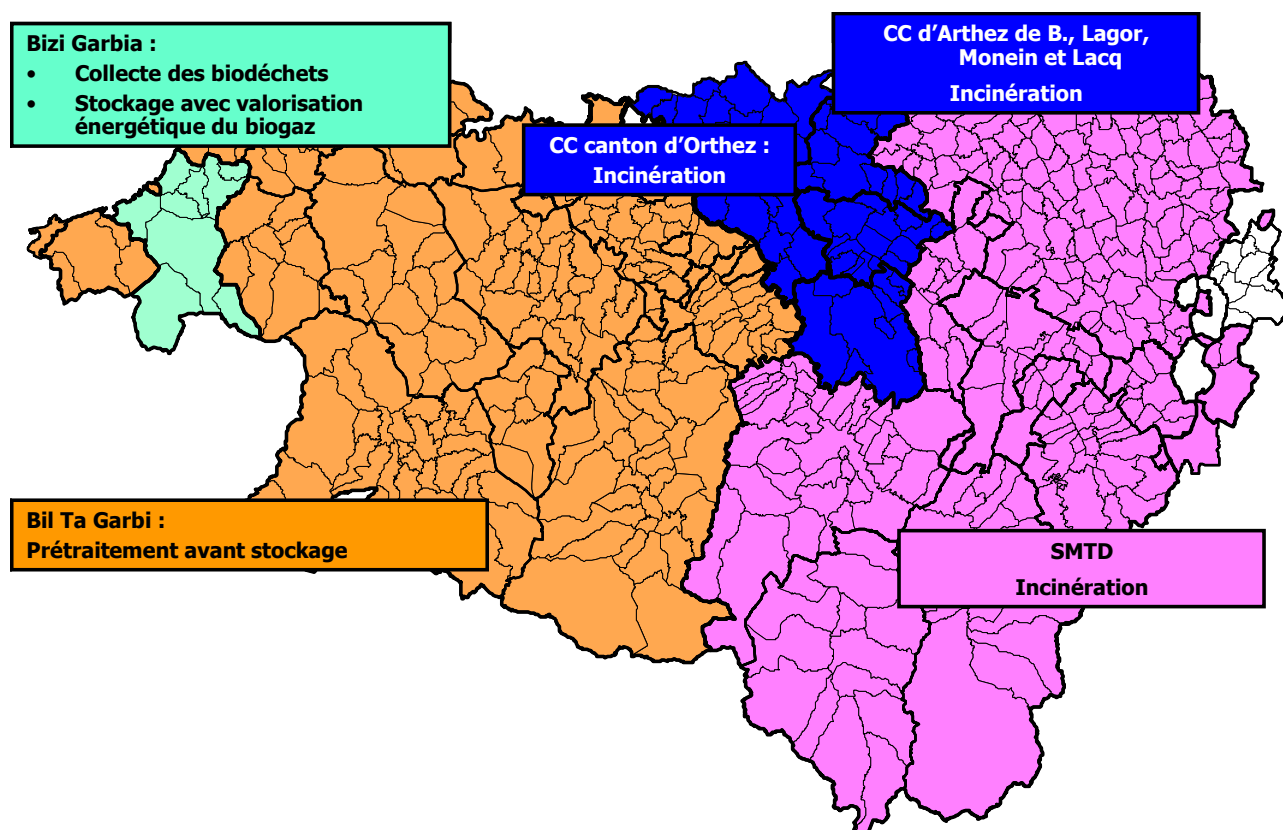 Bizi Garbia :
• Collecte des biodéchets
• Stockage avec valorisation
énergétique du biogaz
CC d’Arthez de B., Lagor,
Monein et Lacq
Incinération
CC canton d’Orthez :
Incinération
Bil Ta Garbi :
Prétraitement avant stockage
SMTD
Incinération